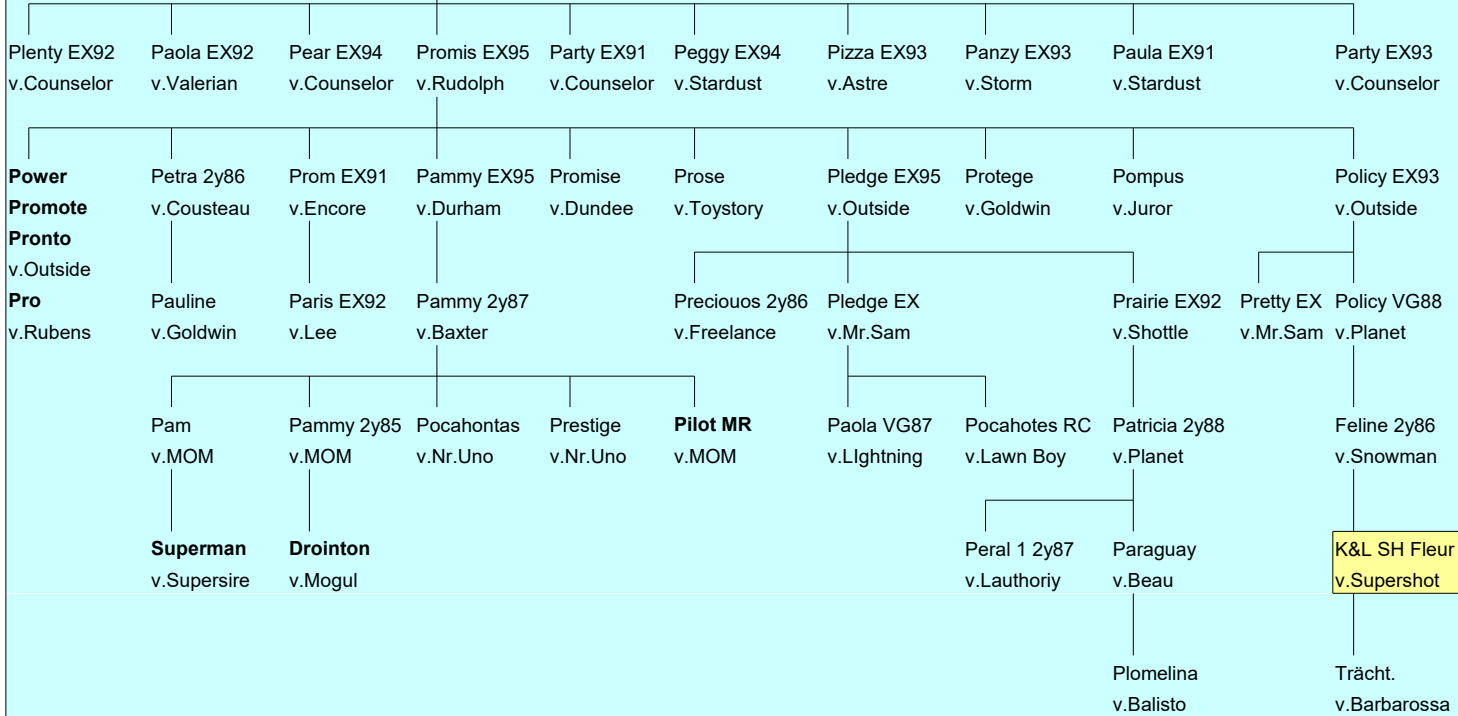 Plenty EX92 Paola EX92 Pear EX94 Promis EX95 Party EX91 Peggy EX94 Pizza EX93 Panzy EX93 Paula EX91 Party EX93
v.Counselor v.Valerian v.Counselor v.Rudolph v.Counselor v.Stardust v.Astre v.Storm v.Stardust v.Counselor
Power Petra 2y86 Prom EX91 Pammy EX95 Promise Prose Pledge EX95 Protege Pompus Policy EX93
Promote v.Cousteau v.Encore v.Durham v.Dundee v.Toystory v.Outside v.Goldwin v.Juror v.Outside
Pronto
v.Outside
Pro Pauline Paris EX92 Pammy 2y87 Preciouos 2y86 Pledge EX Prairie EX92 Pretty EX Policy VG88
v.Rubens v.Goldwin v.Lee v.Baxter v.Freelance v.Mr.Sam v.Shottle v.Mr.Sam v.Planet
Pam Pammy 2y85 Pocahontas Prestige Pilot MR Paola VG87 Pocahotes RC Patricia 2y88 Feline 2y86
v.MOM v.MOM v.Nr.Uno v.Nr.Uno v.MOM v.LIghtning v.Lawn Boy v.Planet v.Snowman
Superman Drointon Peral 1 2y87 Paraguay K&L SH Fleur
v.Supersire v.Mogul v.Lauthoriy v.Beau v.Supershot
Plomelina Trächt.
v.Balisto v.Barbarossa